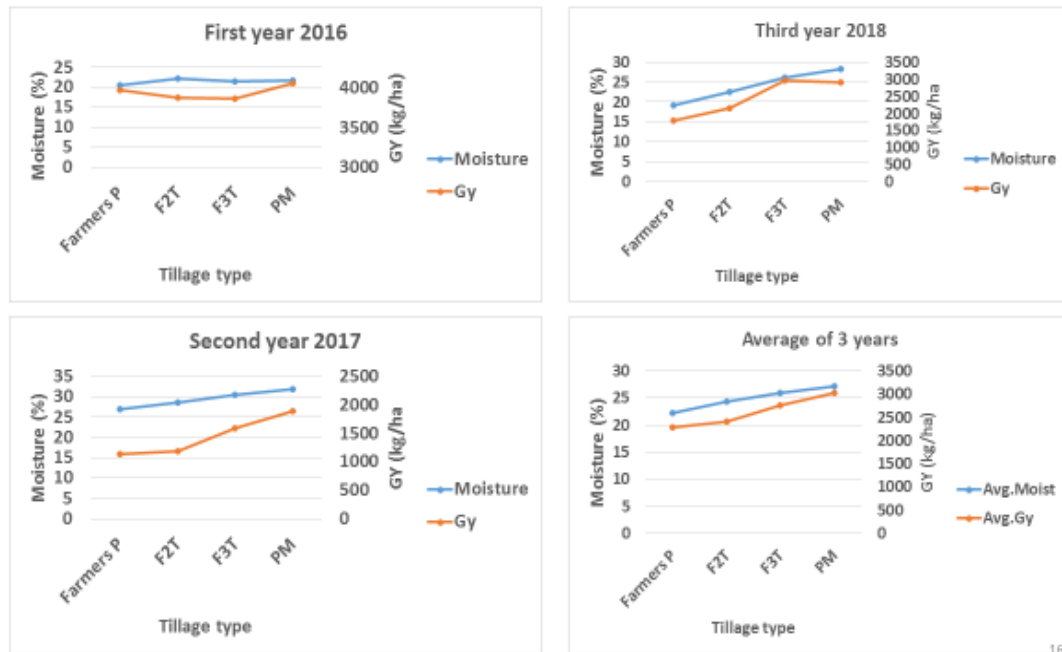 First year 2016
25
20
15
10
5
0
Moisture (%)
4000
3500
3000
GY (kg/ha)
Moisture
Gy
Farmers P
F2T
F3T
PM
Tillage type
Third year 2018
30
25
20
15
10
5
0
Moisture (%)
3500
3000
2500
2000
1500
1000
500
0
GY (kg/ha)
Moisture
Gy
Farmers P
F2T
F3T
PM
Tillage type
Second year 2017
35
30
25
20
15
10
5
0
Moisture (%)
2500
2000
1500
1000
500
0
GY (kg/ha)
Moisture
Gy
Farmers P
F2T
F3T
PM
Tillage type
Average of 3 years
30
25
20
15
10
5
0
Moisture (%)
3500
3000
2500
2000
1500
1000
500
0
GY (kg/ha)
Avg.Moist
Avg.Gy
Farmers P
F2T
F3T
PM
Tillage type